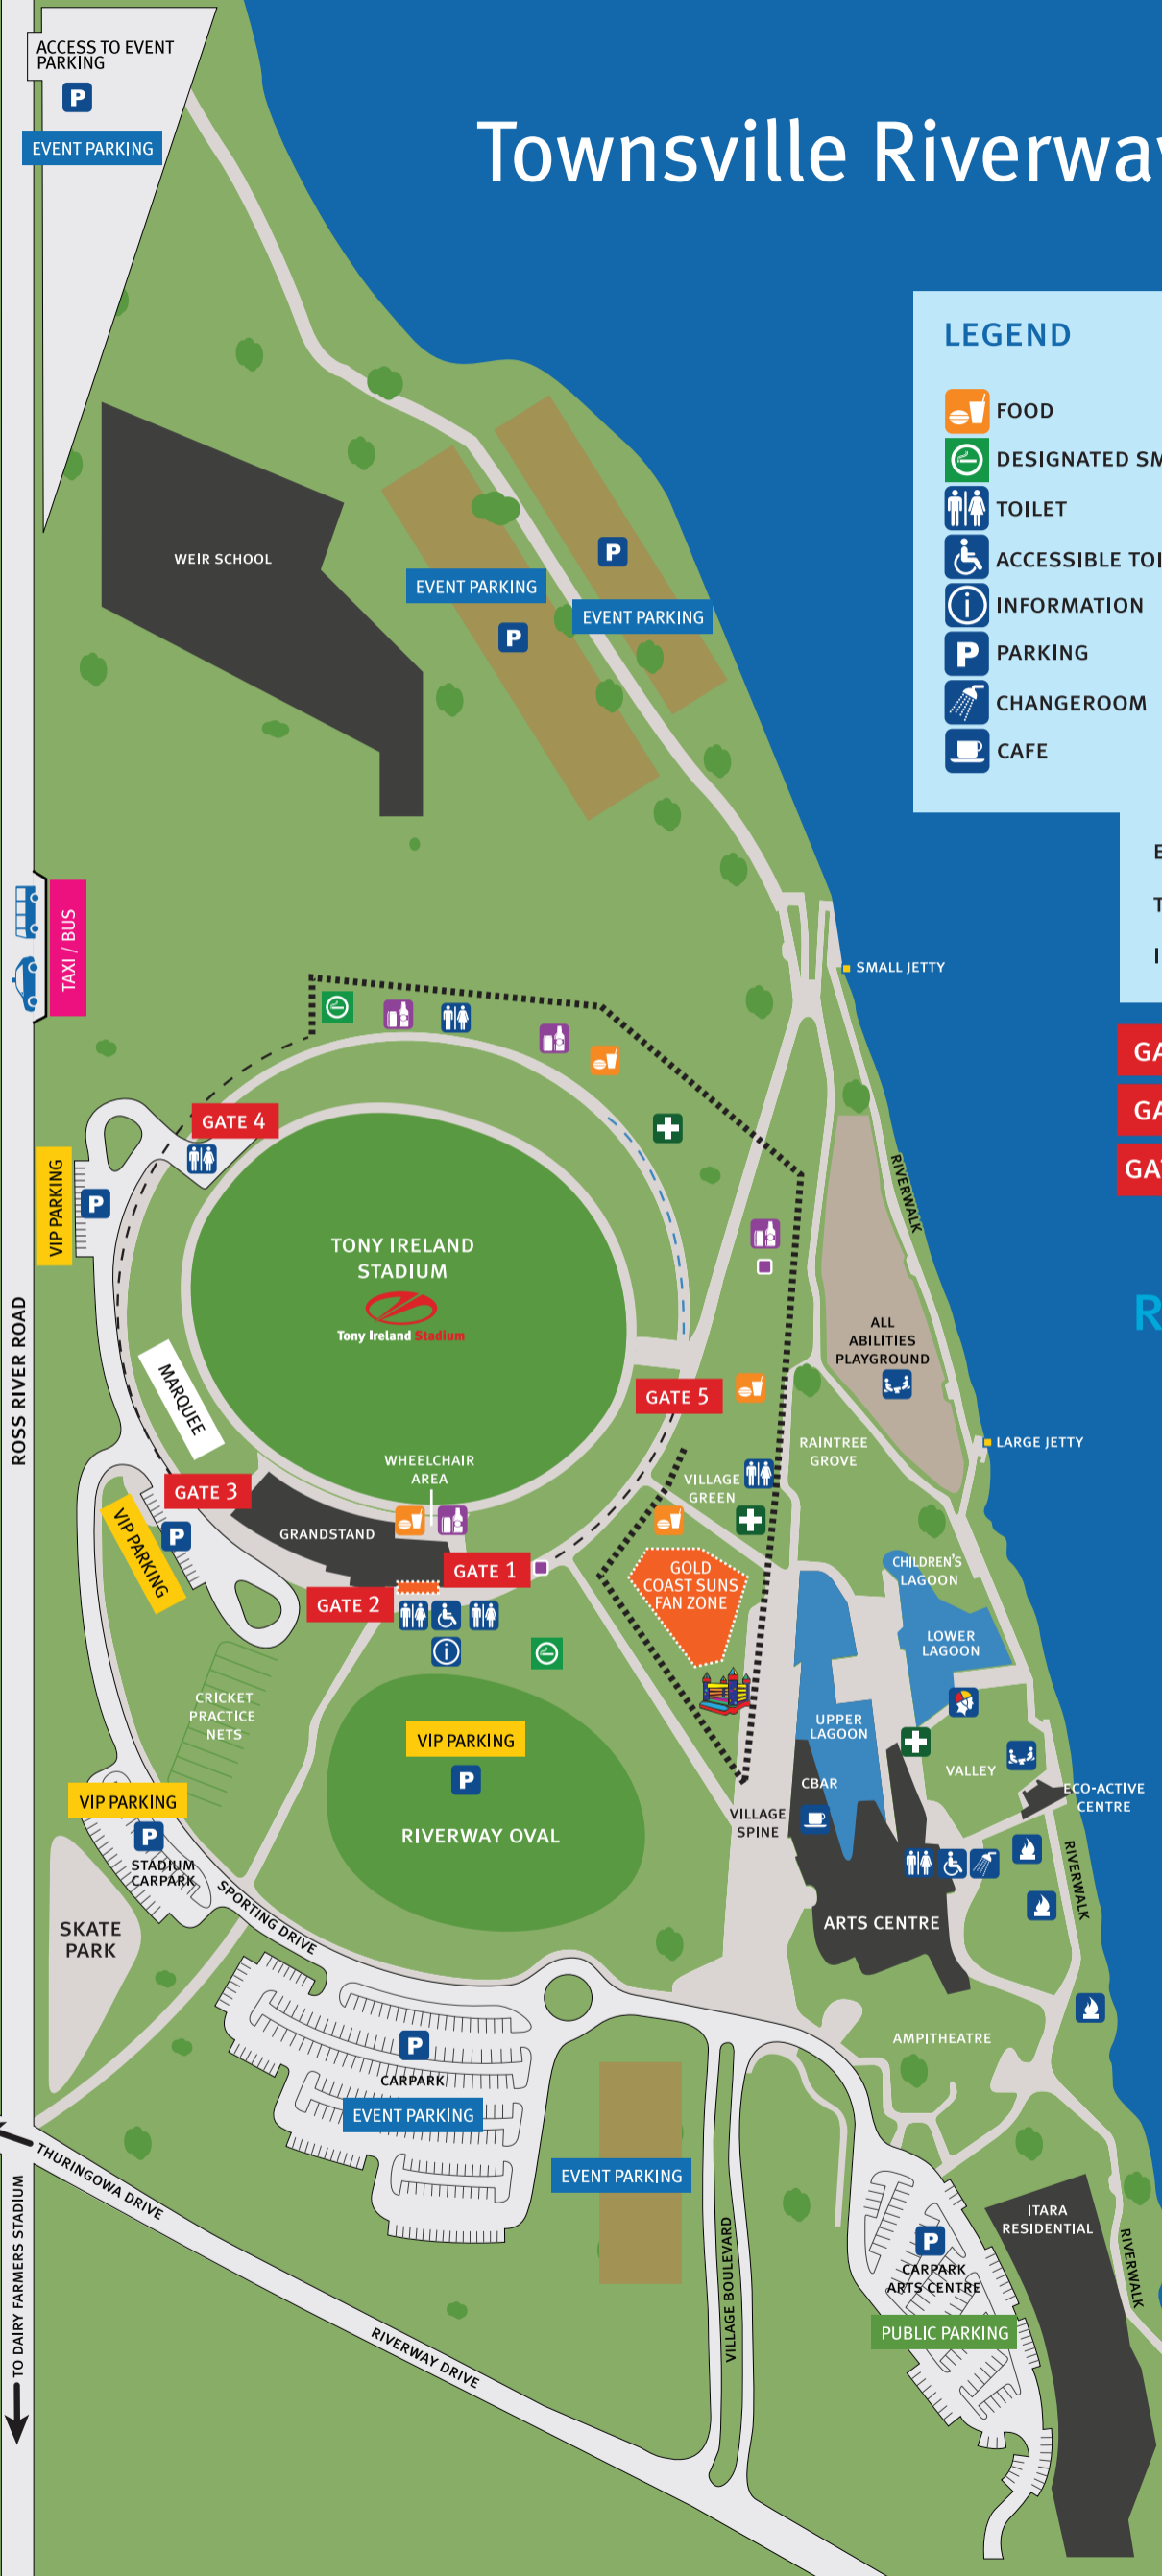 ACCESS TO EVENT
PARKING
P
EVENT PARKING
Townsville Riverway
LEGEND
FOOD
DESIGNATED SM
TOILET
ACCESSIBLE TOI
INFORMATION
P PARKING
CHANGEROOM
CAFE
E
T
I
GA
GA
GAT
R
WEIR SCHOOL
P
EVENT PARKING
EVENT PARKING
P
TAXI / BUS
SMALL JETTY
GATE 4
VIP PARKING
P
RIVERWALK
TONY IRELAND
STADIUM
Tony Ireland Stadium
ROSS RIVER ROAD
ALL
ABILITIES
PLAYGROUND
MARQUEE
GATE 5
LARGE JETTY
RAINTREE
GROVE
WHEELCHAIR
AREA
VILLAGE
GREEN
GATE 3
VIP PARKING
P
GRANDSTAND
GATE 1
GATE 2
GOLD
COAST SUNS
FAN ZONE
CHILDREN'S
LAGOON
LOWER
LAGOON
i
CRICKET
PRACTICE
NETS
VIP PARKING
P
RIVERWAY OVAL
UPPER
LAGOON
CBAR
VALLEY
ECO-ACTIVE
CENTRE
VILLAGE
SPINE
VIP PARKING
P
STADIUM
CARPARK
SPORTING DRIVE
SKATE
PARK
RIVERWALK
ARTS CENTRE
AMPITHEATRE
P
CARPARK
EVENT PARKING
EVENT PARKING
THURINGOWA DRIVE
TO DAIRY FARMERS STADIUM
VILLAGE BOULEVARD
RIVERWAY DRIVE
ITARA
RESIDENTIAL
RIVERWALK
P
CARPARK
ARTS CENTRE
PUBLIC PARKING